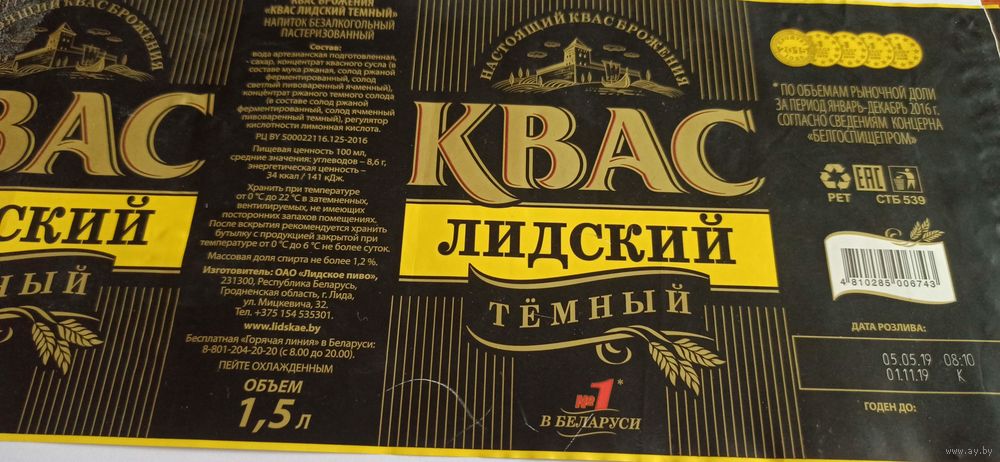 КВАС БРОЖЕНИЯ
«КВАС ЛИДСКИЙ ТЕМНЫЙ»
НАПИТОК БЕЗАЛКОГОЛЬНЫЙ
ПАСТЕРИЗОВАННЫЙ
Состав:
вода артезианская подготовленная,
сахар, концентрат квасного сусла (в
составе мука ржаная, солод ржаной
ферментированный, солод
светлый пивоваренный ячменный),
концентрат ржаного темного солода
(в составе солод ржаной
ферментированный, солод ячменный
пивоваренный темный), регулятор
кислотности лимонная кислота.
РЦ BY 500022116.125-2016
Пищевая ценность 100 мл,
средние значения: углеводов – 8,6 г,
энергетическая ценность –
34 ккал / 141 кДж.
Хранить при температуре
от 0 °С до 22 °С в затемненных,
вентилируемых, не имеющих
посторонних запахов помещениях.
После вскрытия рекомендуется хранить
бутылку с продукцией закрытой при
температуре от 0 °С до 6 °С не более суток.
Массовая доля спирта не более 1,2 %.
Изготовитель: ОАО «Лидское пиво»,
231300, Республика Беларусь,
Гродненская область, г. Лида,
ул. Мицкевича, 32.
Тел. +375 154 535301.
www.lidskae.by
Бесплатная «Горячая линия» в Беларуси:
8-801-204-20-20 (с 8.00 до 20.00).
ПЕЙТЕ ОХЛАЖДЕННЫМ
ОБЪЕМ
1,5 л
КВАС БРОЖЕНИЯ
ВАС
СКИЙ
НЫЙ
НАСТОЯЩИЙ КВАС БРОЖЕНИЯ
КВАС
ЛИДСКИЙ
ТЁМНЫЙ
№1*
В БЕЛАРУСИ
* ПО ОБЪЕМАМ РЫНОЧНОЙ ДОЛИ
ЗА ПЕРИОД ЯНВАРЬ-ДЕКАБРЬ 2016 г.
СОГЛАСНО СВЕДЕНИЯМ КОНЦЕРНА
«БЕЛГОСПИЩЕПРОМ»
PET
EAC
СТБ 539
4 810285 006743
ДАТА РОЗЛИВА:
05.05.19 08:10
01.11.19 К
ГОДЕН ДО:
www.ay.by